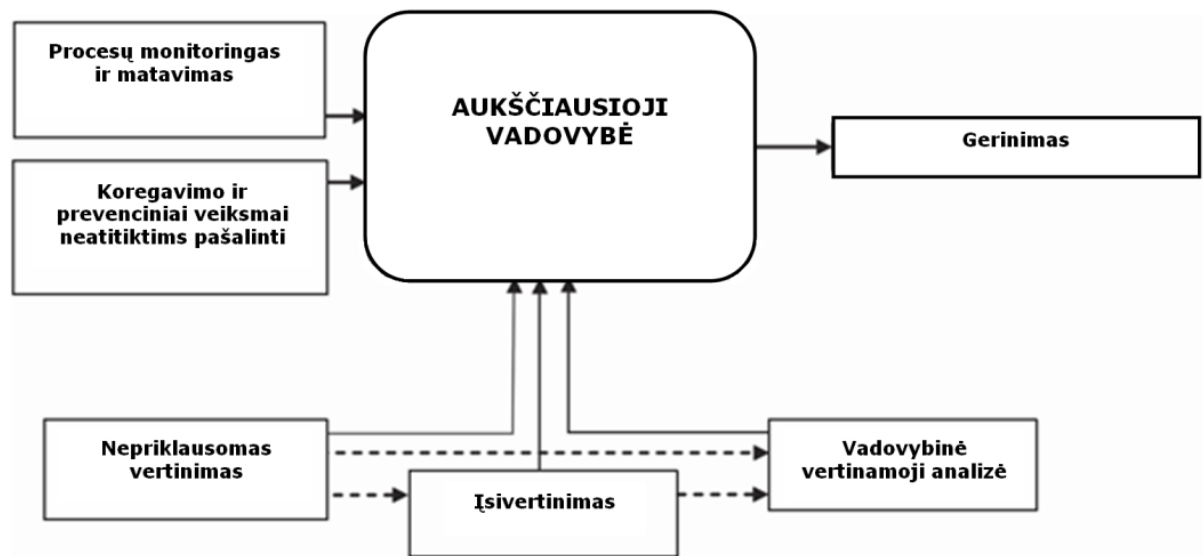 Procesų monitoringas
ir matavimas
AUKŠČIAUSIOJI
VADOVYBĖ
Gerinimas
Koregavimo ir
prevenciniai veiksmai
neatitiktims pašalinti
Nepriklausomas
vertinimas
Įsivertinimas
Vadovybinė
vertinamoji analizė